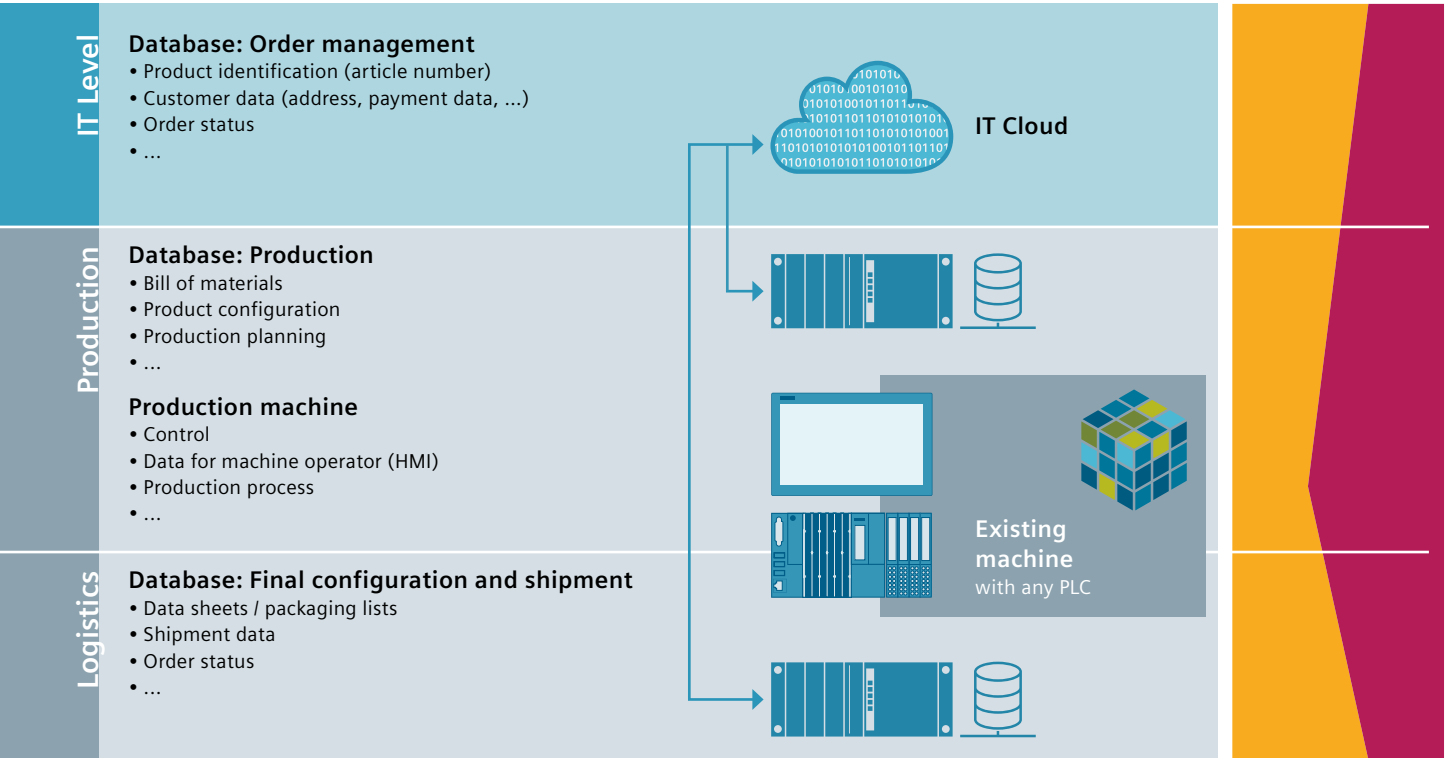 IT Level
Database: Order management
• Product identification (article number)
• Customer data (address, payment data, ...)
• Order status
• ...
IT Cloud
Production
Database: Production
• Bill of materials
• Product configuration
• Production planning
• ...
Production machine
• Control
• Data for machine operator (HMI)
• Production process
• ...
Existing
machine
with any PLC
Logistics
Database: Final configuration and shipment
• Data sheets / packaging lists
• Shipment data
• Order status
• ...